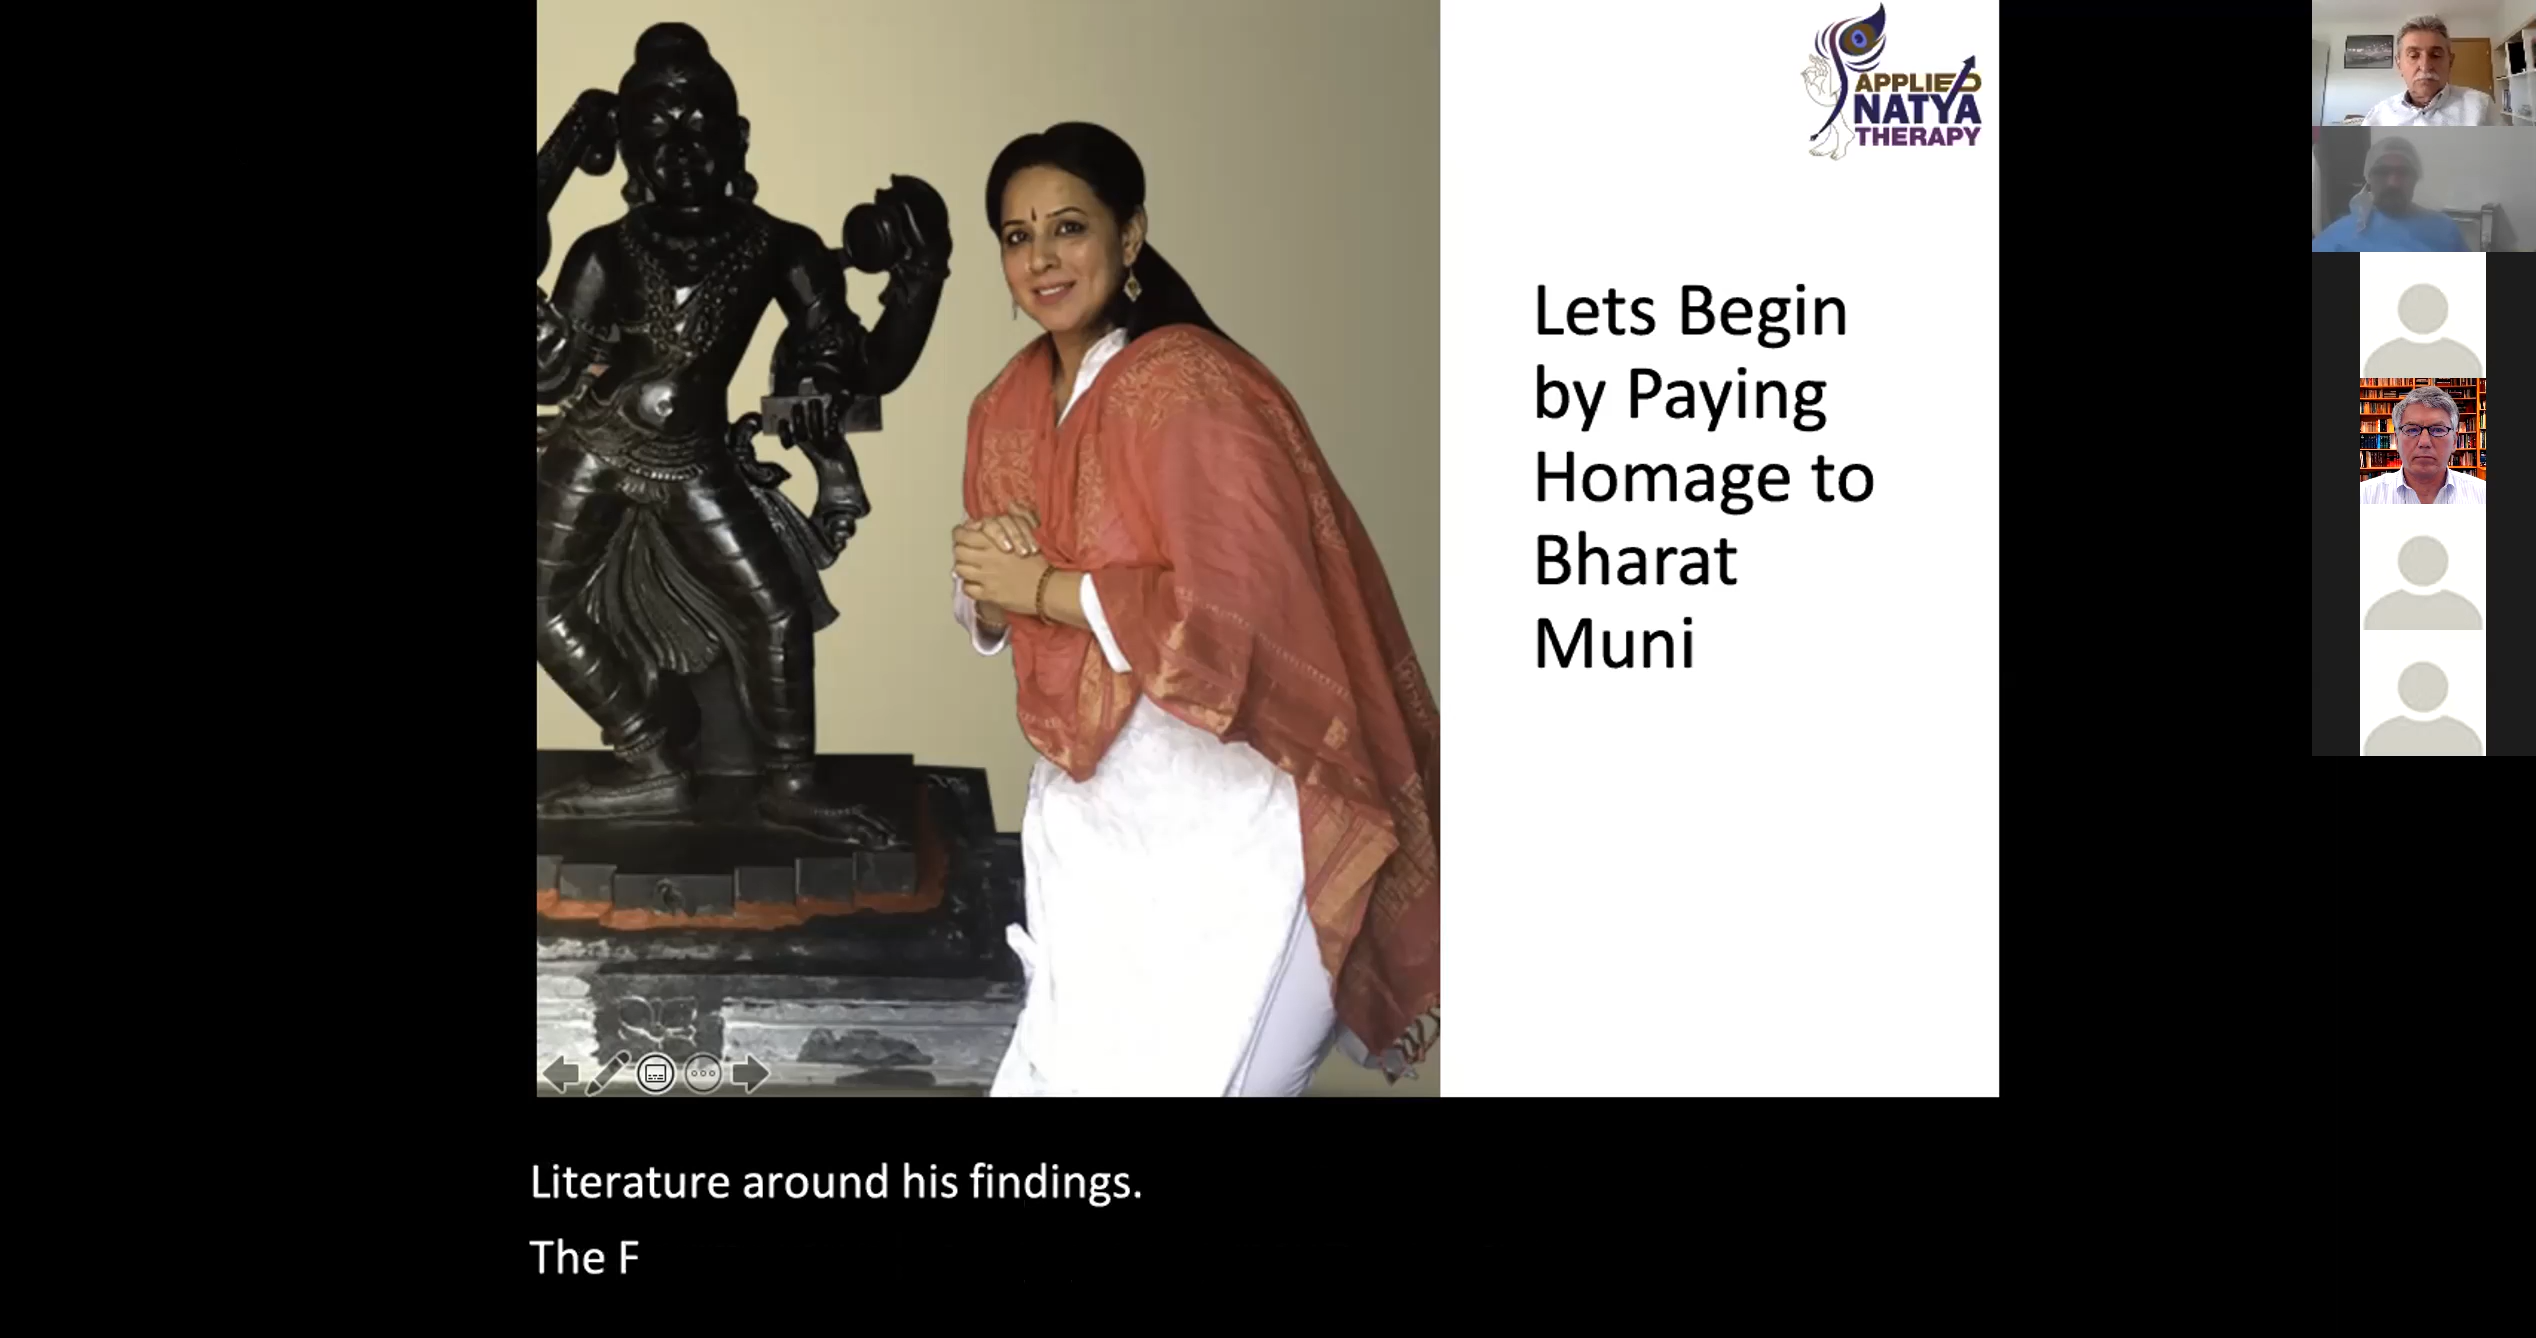 APPLIED
NATYA
THERAPY
Lets Begin
by Paying
Homage to
Bharat
Muni
Literature around his findings.
The F